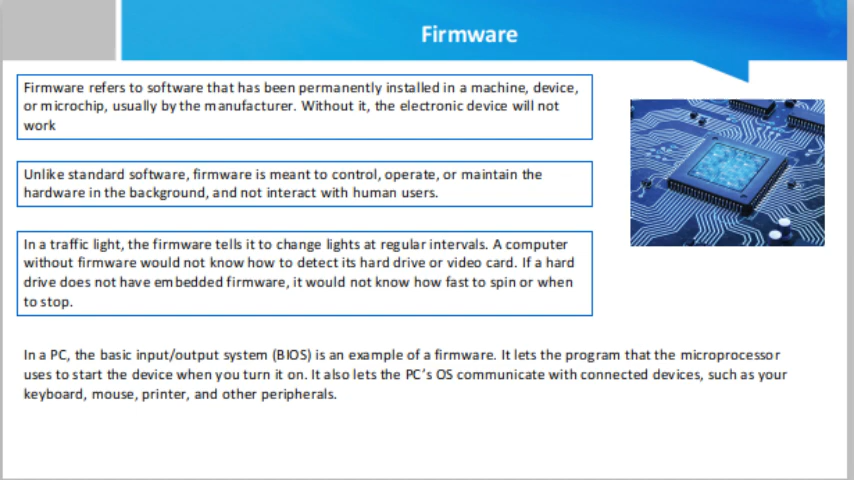 Firmware
Firmware refers to software that has been permanently installed in a machine, device,
or microchip, usually by the manufacturer. Without it, the electronic device will not
work
Unlike standard software, firmware is meant to control, operate, or maintain the
hardware in the background, and not interact with human users.
In a traffic light, the firmware tells it to change lights at regular intervals. A computer
without firmware would not know how to detect its hard drive or video card. If a hard
drive does not have embedded firmware, it would not know how fast to spin or when
to stop.
In a PC, the basic input/output system (BIOS) is an example of a firmware. It lets the program that the microprocessor
uses to start the device when you turn it on. It also lets the PC’s OS communicate with connected devices, such as your
keyboard, mouse, printer, and other peripherals.